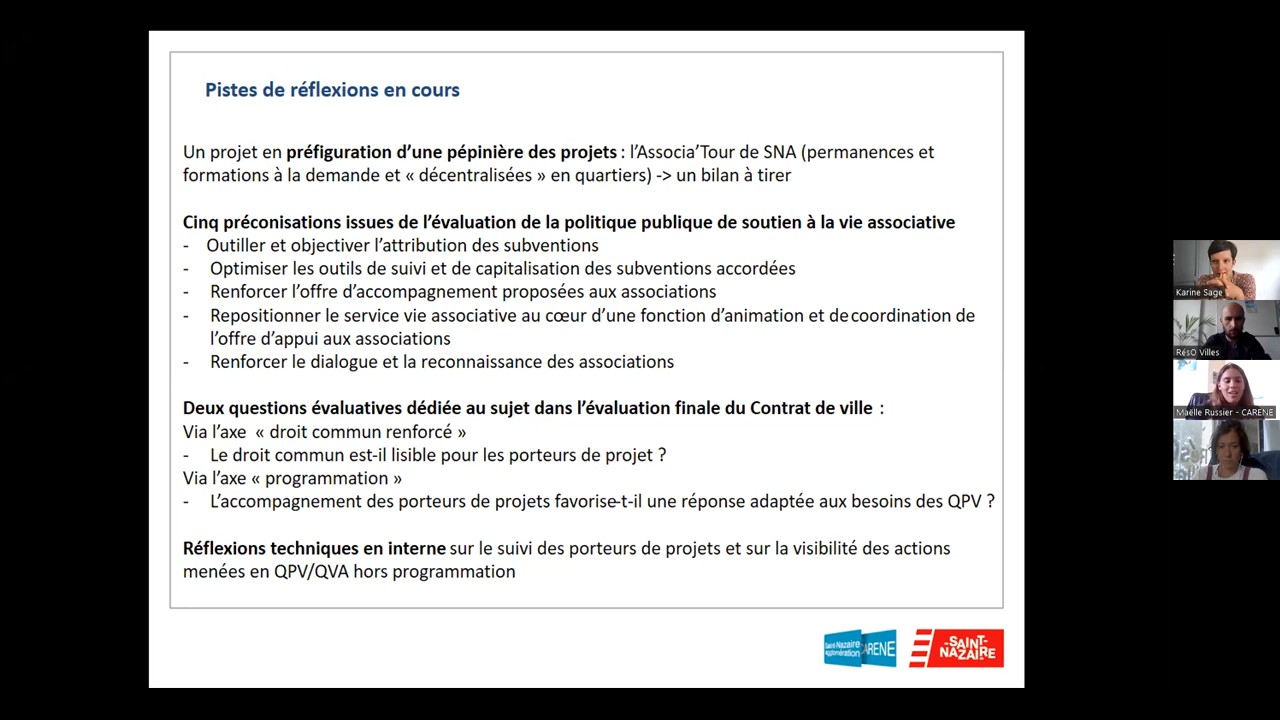 Pistes de réflexions en cours
Un projet en préfiguration d’une pépinière des projets : l’Associa’Tour de SNA (permanences et
formations à la demande et « décentralisées » en quartiers) -> un bilan à tirer
Cinq préconisations issues de l’évaluation de la politique publique de soutien à la vie associative
- Outiller et objectiver l’attribution des subventions
- Optimiser les outils de suivi et de capitalisation des subventions accordées
- Renforcer l’offre d’accompagnement proposées aux associations
- Repositionner le service vie associative au cœur d’une fonction d’animation et de coordination de
l’offre d’appui aux associations
- Renforcer le dialogue et la reconnaissance des associations
Deux questions évaluatives dédiée au sujet dans l’évaluation finale du Contrat de ville :
Via l’axe « droit commun renforcé »
- Le droit commun est-il lisible pour les porteurs de projet ?
Via l’axe « programmation »
- L’accompagnement des porteurs de projets favorise-t-il une réponse adaptée aux besoins des QPV ?
Réflexions techniques en interne sur le suivi des porteurs de projets et sur la visibilité des actions
menées en QPV/QVA hors programmation
Saint-Nazaire
agglomération
CARENE
SAINT-
NAZAIRE
Karine Sage
RésO Villes
Maëlle Russier - CARENE